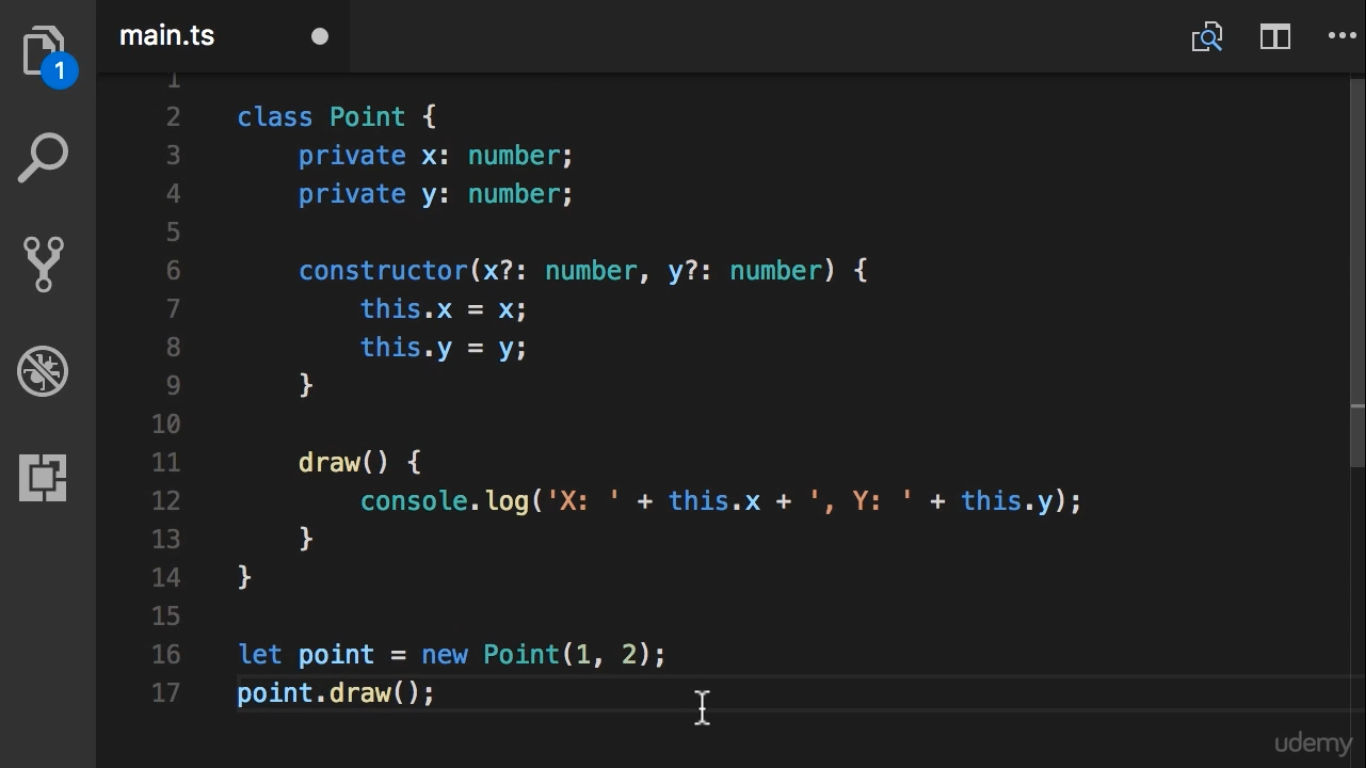 main.ts
1
1
2 class Point {
3 private x: number;
4 private y: number;
5
6 constructor(x?: number, y?: number) {
7 this.x = x;
8 this.y = y;
9 }
10
11 draw() {
12 console.log('X: ' + this.x + ', Y: ' + this.y);
13 }
14 }
15
16 let point = new Point(1, 2);
17 point.draw();
udemy